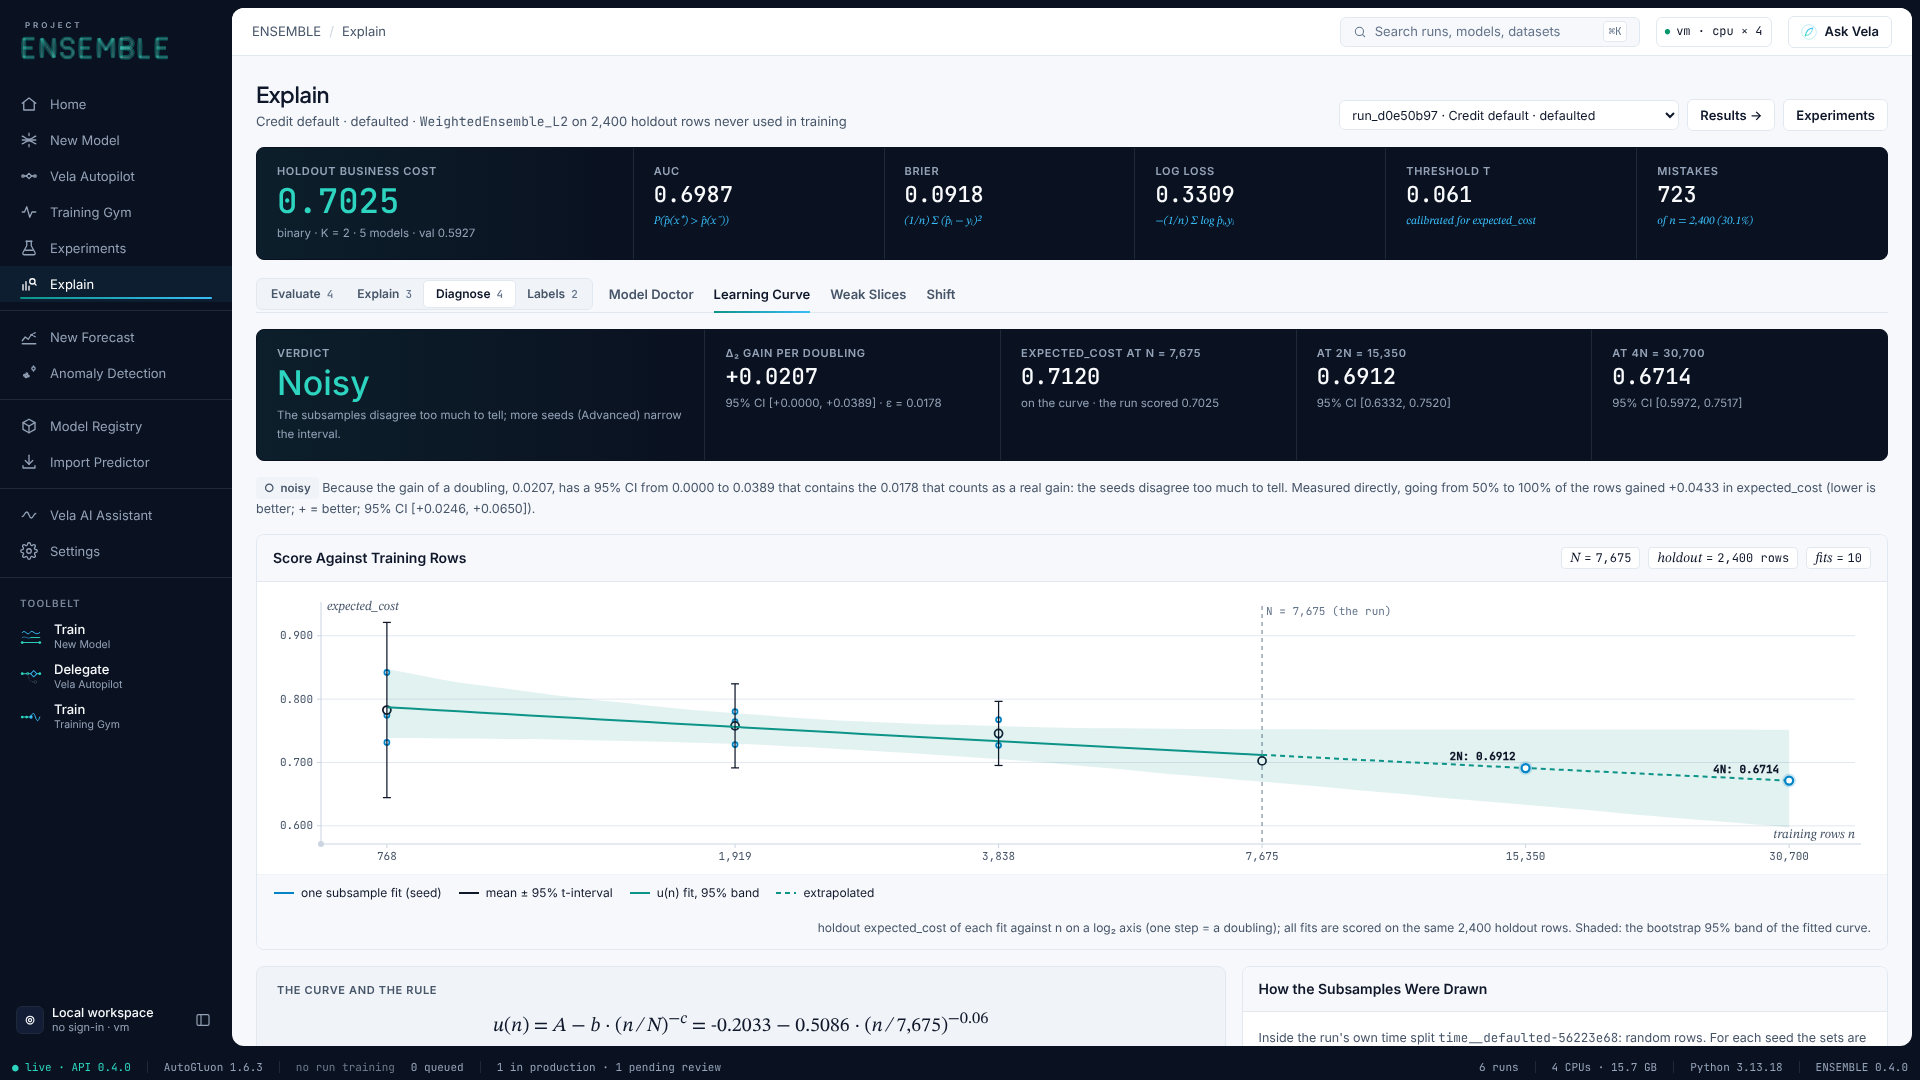 PROJECT
ENSEMBLE
Home
New Model
Vela Autopilot
Training Gym
Experiments
Explain
New Forecast
Anomaly Detection
Model Registry
Import Predictor
Vela AI Assistant
Settings
TOOLBELT
Train
New Model
Delegate
Vela Autopilot
Train
Training Gym
Local workspace
no sign-in · vm
ENSEMBLE / Explain
Search runs, models, datasets ⌘K
vm · cpu × 4
Ask Vela
Explain
Credit default · defaulted · WeightedEnsemble_L2 on 2,400 holdout rows never used in training
run_d0e50b97 · Credit default · defaulted
Results →
Experiments
HOLDOUT BUSINESS COST
0.7025
binary · K = 2 · 5 models · val 0.5927
AUC
0.6987
P(p̂(x⁺) > p̂(x⁻))
BRIER
0.0918
(1/n) Σ (p̂ᵢ − yᵢ)²
LOG LOSS
0.3309
−(1/n) Σ log p̂ᵢ,yᵢ
THRESHOLD T
0.061
calibrated for expected_cost
MISTAKES
723
of n = 2,400 (30.1%)
Evaluate 4
Explain 3
Diagnose 4
Labels 2
Model Doctor
Learning Curve
Weak Slices
Shift
VERDICT
Noisy
The subsamples disagree too much to tell; more seeds (Advanced) narrow
the interval.
Δ₂ GAIN PER DOUBLING
+0.0207
95% CI [+0.0000, +0.0389] · ε = 0.0178
EXPECTED_COST AT N = 7,675
0.7120
on the curve · the run scored 0.7025
AT 2N = 15,350
0.6912
95% CI [0.6332, 0.7520]
AT 4N = 30,700
0.6714
95% CI [0.5972, 0.7517]
noisy Because the gain of a doubling, 0.0207, has a 95% CI from 0.0000 to 0.0389 that contains the 0.0178 that counts as a real gain: the seeds disagree too much to tell. Measured directly, going from 50% to 100% of the rows gained +0.0433 in expected_cost (lower is
better; + = better; 95% CI [+0.0246, +0.0650]).
Score Against Training Rows
N = 7,675
holdout = 2,400 rows
fits = 10
expected_cost
N = 7,675 (the run)
0.900
0.800
0.700
0.600
2N: 0.6912
4N: 0.6714
training rows n
768
1,919
3,838
7,675
15,350
30,700
one subsample fit (seed)
mean ± 95% t-interval
u(n) fit, 95% band
extrapolated
holdout expected_cost of each fit against n on a log₂ axis (one step = a doubling); all fits are scored on the same 2,400 holdout rows. Shaded: the bootstrap 95% band of the fitted curve.
THE CURVE AND THE RULE
u(n) = A − b · (n / N)⁻ᶜ = -0.2033 − 0.5086 · (n / 7,675)⁻⁰·⁰⁶
How the Subsamples Were Drawn
Inside the run's own time split time__defaulted-56223e68: random rows. For each seed the sets are
live · API 0.4.0
AutoGluon 1.6.3
no run training
0 queued
1 in production · 1 pending review
6 runs
4 CPUs · 15.7 GB
Python 3.13.18
ENSEMBLE 0.4.0